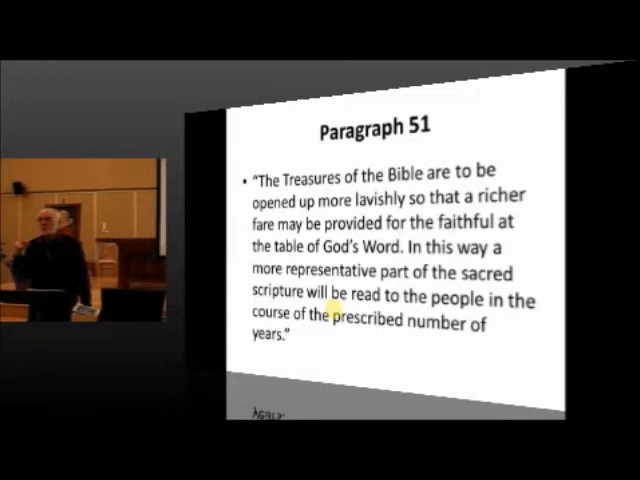 Paragraph 51
• "The Treasures of the Bible are to be
opened up more lavishly so that a richer
fare may be provided for the faithful at
the table of God's Word. In this way a
more representative part of the sacred
scripture will be read to the people in the
course of the prescribed number of
years."